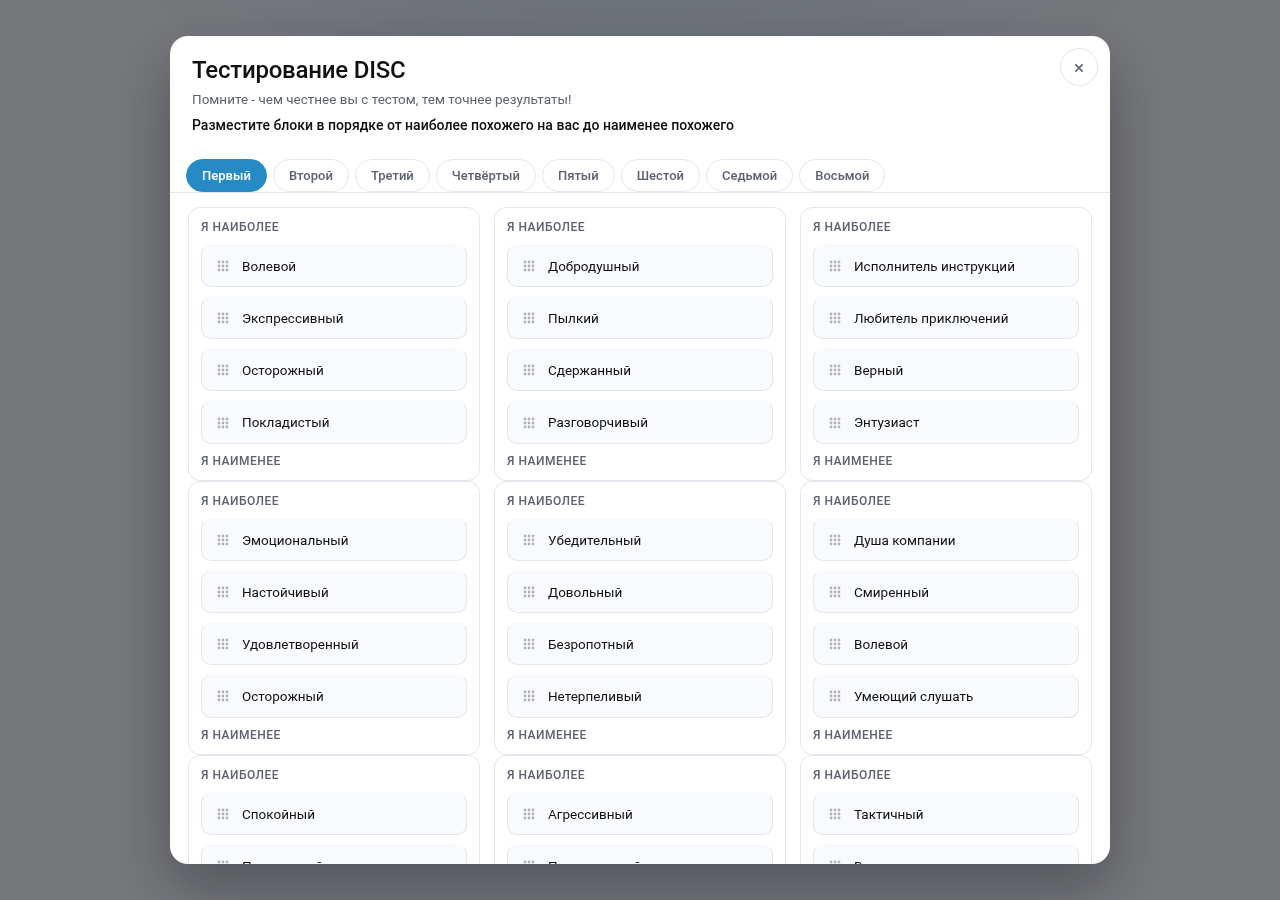 Тестирование DISC
Помните - чем честнее вы с тестом, тем точнее результаты!
Разместите блоки в порядке от наиболее похожего на вас до наименее похожего
Первый
Второй
Третий
Четвёртый
Пятый
Шестой
Седьмой
Восьмой
Я НАИБОЛЕЕ
Волевой
Экспрессивный
Осторожный
Покладистый
Я НАИМЕНЕЕ
Я НАИБОЛЕЕ
Добродушный
Пылкий
Сдержанный
Разговорчивый
Я НАИМЕНЕЕ
Я НАИБОЛЕЕ
Исполнитель инструкций
Любитель приключений
Верный
Энтузиаст
Я НАИМЕНЕЕ
Я НАИБОЛЕЕ
Эмоциональный
Настойчивый
Удовлетворенный
Осторожный
Я НАИМЕНЕЕ
Я НАИБОЛЕЕ
Убедительный
Довольный
Безропотный
Нетерпеливый
Я НАИМЕНЕЕ
Я НАИБОЛЕЕ
Душа компании
Смиренный
Волевой
Умеющий слушать
Я НАИМЕНЕЕ
Я НАИБОЛЕЕ
Спокойный
Я НАИБОЛЕЕ
Агрессивный
Я НАИБОЛЕЕ
Тактичный